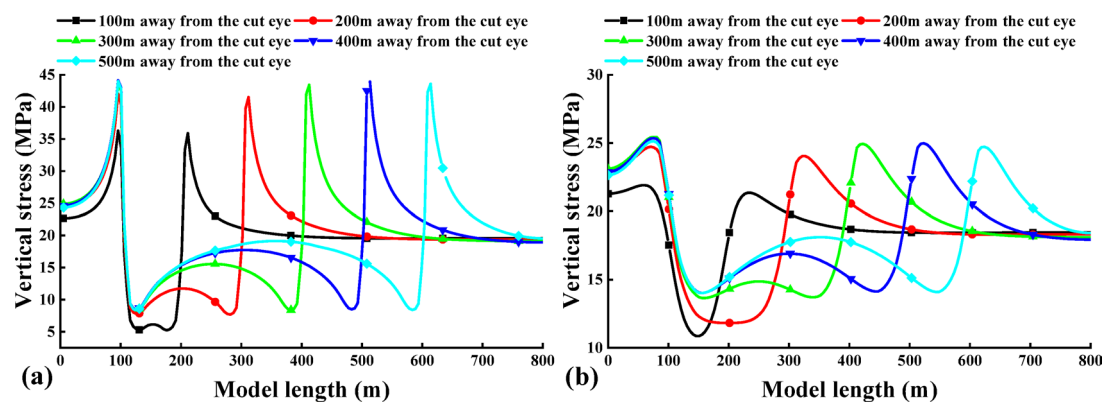 100m away from the cut eye 200m away from the cut eye
300m away from the cut eye 400m away from the cut eye
500m away from the cut eye
Vertical stress (MPa)
45
40
35
30
25
20
15
10
5
0 100 200 300 400 500 600 700 800
(a) Model length (m)
100m away from the cut eye 200m away from the cut eye
300m away from the cut eye 400m away from the cut eye
500m away from the cut eye
Vertical stress (MPa)
30
25
20
15
10
0 100 200 300 400 500 600 700 800
(b) Model length (m)